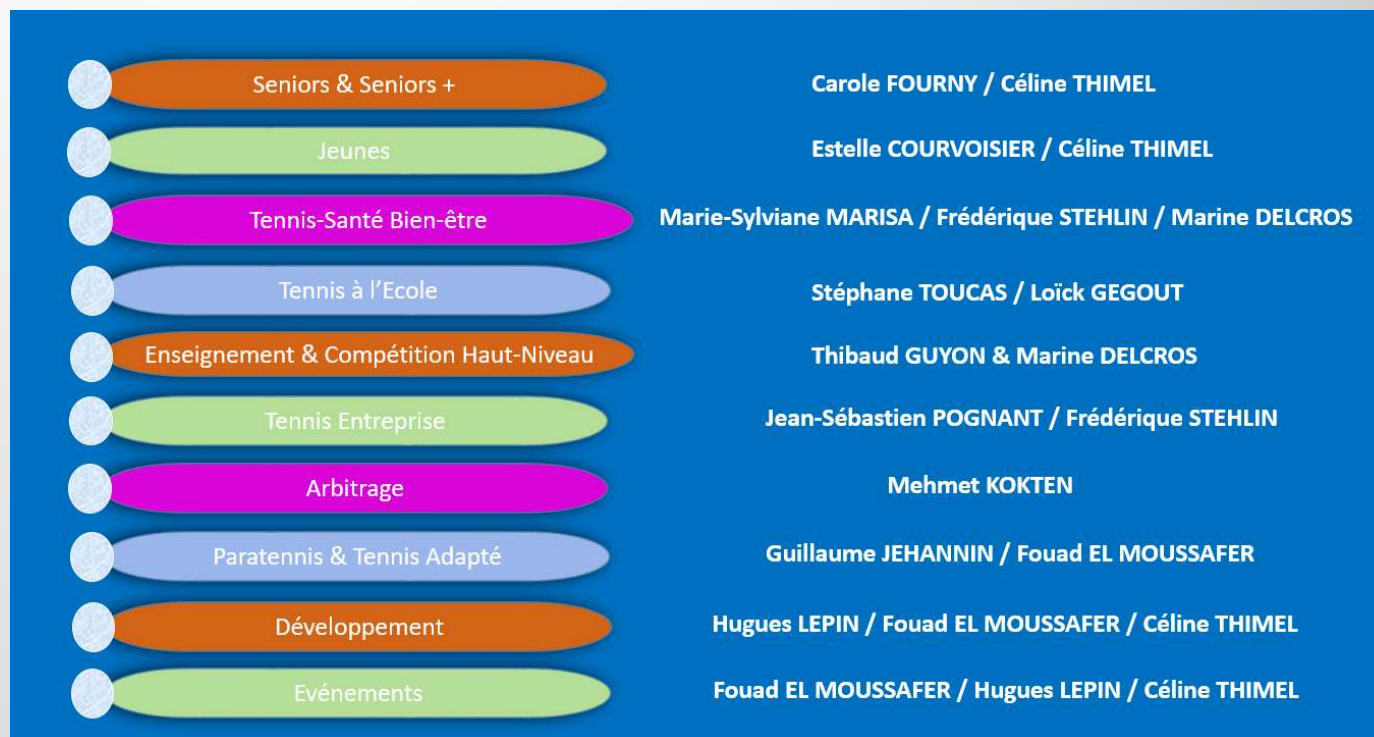 Seniors & Seniors + Carole FOURNY / Céline THIMEL
Jeunes Estelle COURVOISIER / Céline THIMEL
Tennis-Santé Bien-être Marie-Sylviane MARISA / Frédérique STEHLIN / Marine DELCROS
Tennis à l’Ecole Stéphane TOUCAS / Loïck GEGOUT
Enseignement & Compétition Haut-Niveau Thibaud GUYON & Marine DELCROS
Tennis Entreprise Jean-Sébastien POGNANT / Frédérique STEHLIN
Arbitrage Mehmet KOKTEN
Paratennis & Tennis Adapté Guillaume JEHANNIN / Fouad EL MOUSSAFER
Développement Hugues LEPIN / Fouad EL MOUSSAFER / Céline THIMEL
Evénements Fouad EL MOUSSAFER / Hugues LEPIN / Céline THIMEL